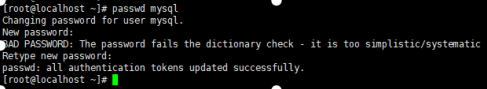 [root@localhost ~]# passwd mysql
Changing password for user mysql.
New password:
BAD PASSWORD: The password fails the dictionary check - it is too simplistic/systematic
Retype new password:
passwd: all authentication tokens updated successfully.
[root@localhost ~]#